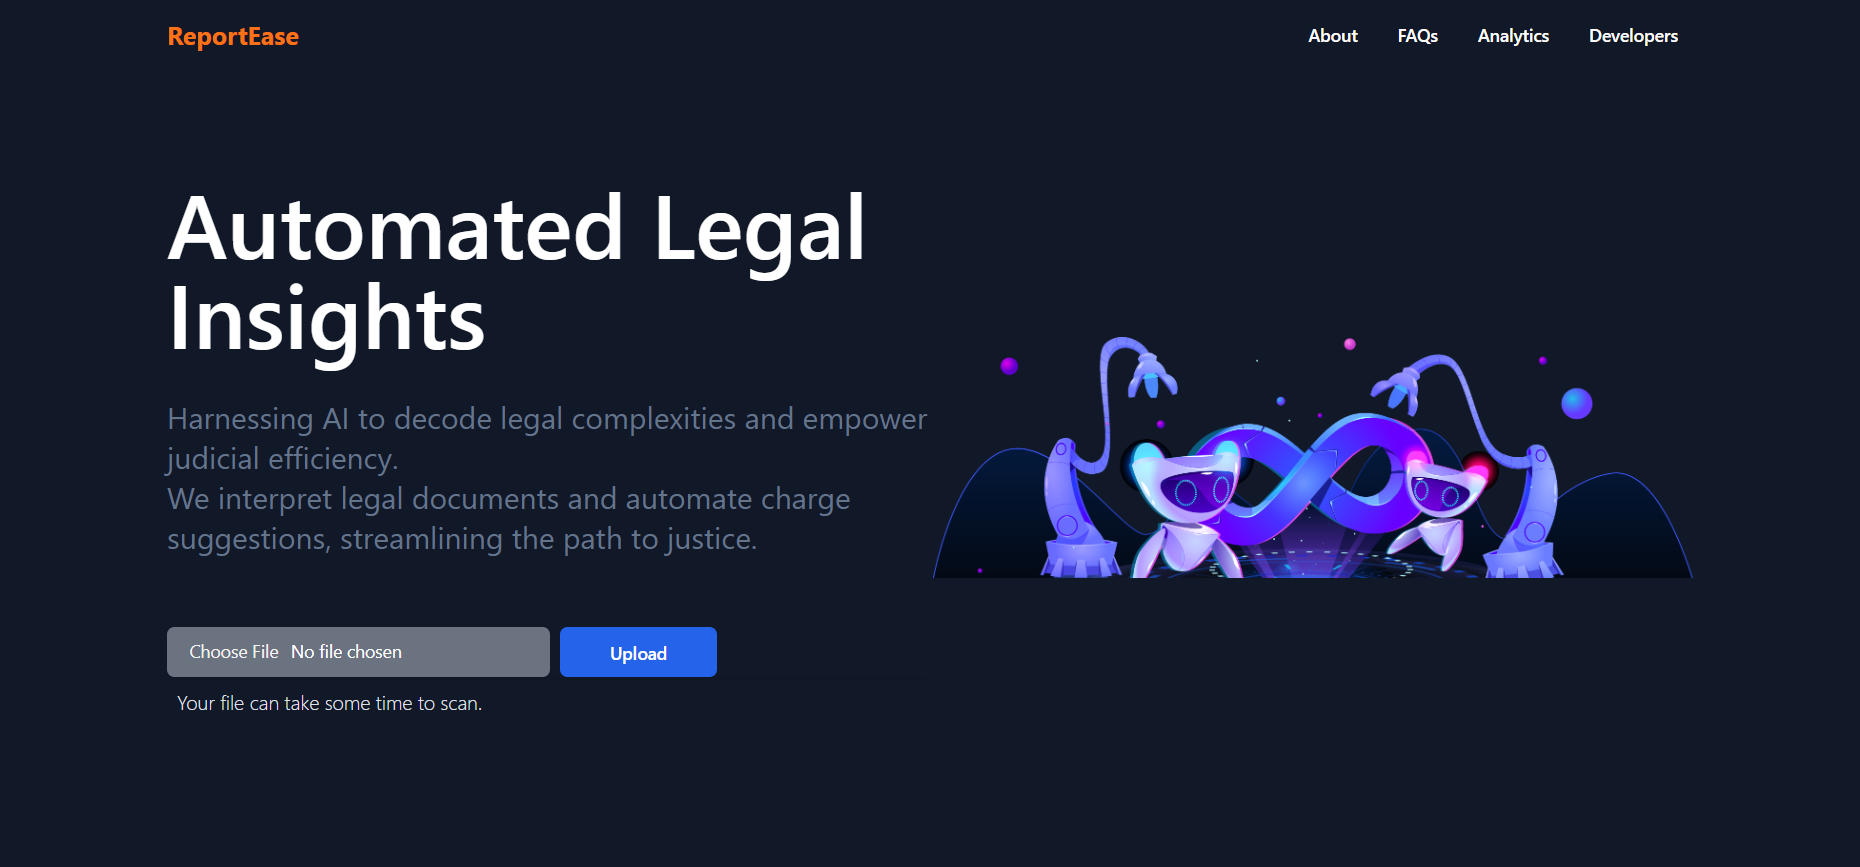 ReportEase
About
FAQs
Analytics
Developers
Automated Legal
Insights
Harnessing AI to decode legal complexities and empower
judicial efficiency.
We interpret legal documents and automate charge
suggestions, streamlining the path to justice.
Choose File No file chosen
Upload
Your file can take some time to scan.